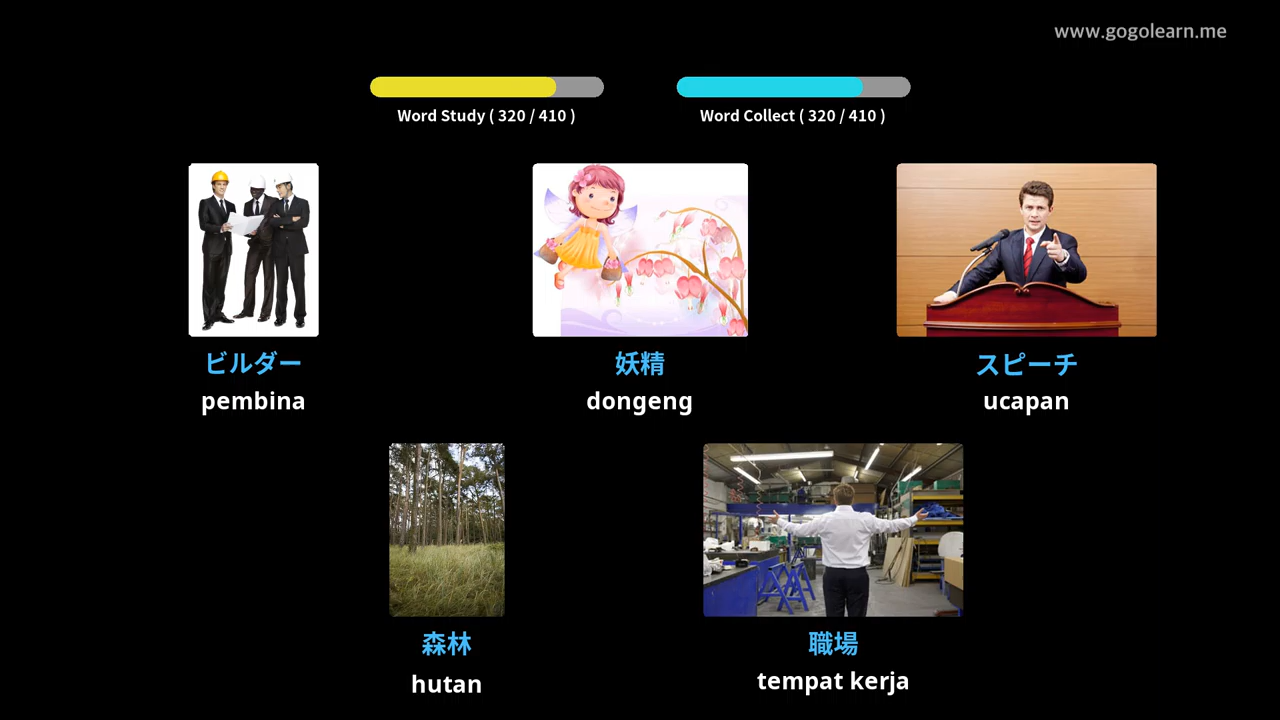 www.gogolearn.me
Word Study ( 320 / 410 )
Word Collect ( 320 / 410 )
ビルダー
pembina
妖精
dongeng
スピーチ
ucapan
森林
hutan
職場
tempat kerja